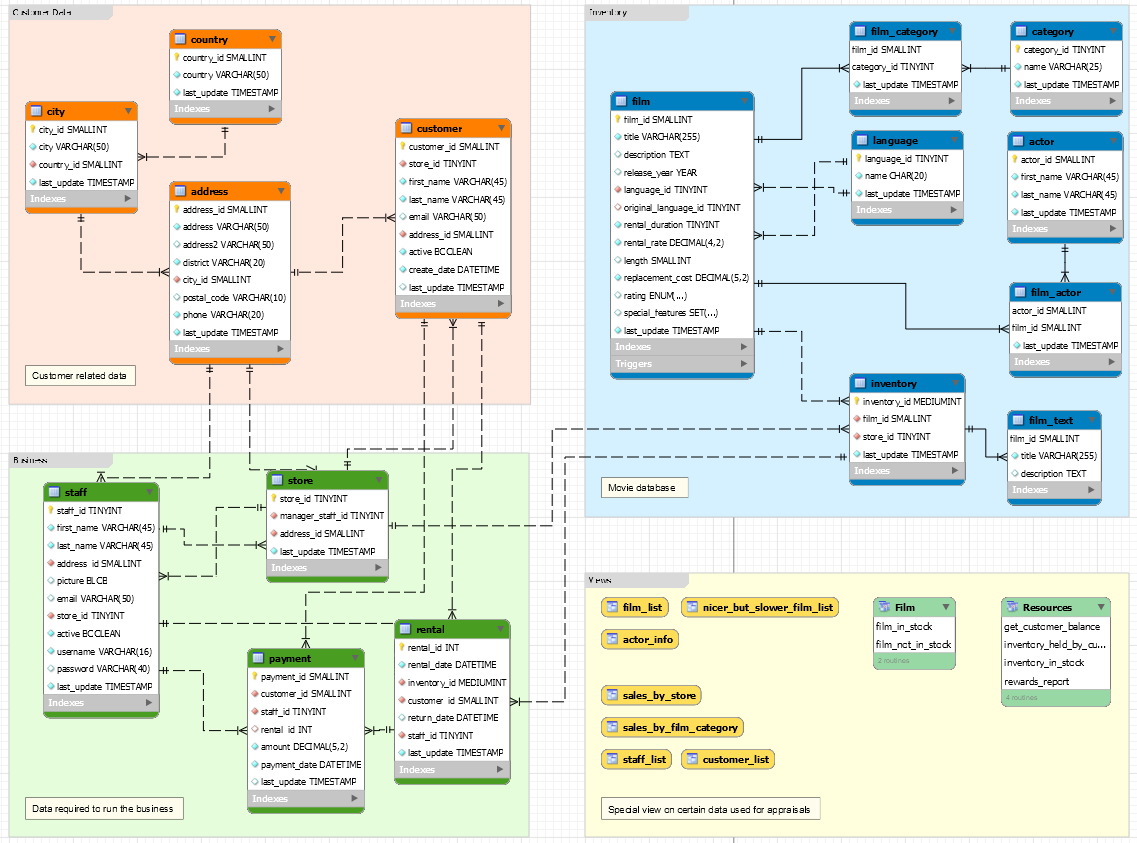 Customer Data
country
country_id SMALLINT
country VARCHAR(50)
last_update TIMESTAMP
Indexes
city
city_id SMALLINT
city VARCHAR(50)
country_id SMALLINT
last_update TIMESTAMP
Indexes
address
address_id SMALLINT
address VARCHAR(50)
address2 VARCHAR(50)
district VARCHAR(20)
city_id SMALLINT
postal_code VARCHAR(10)
phone VARCHAR(20)
last_update TIMESTAMP
Indexes
customer
customer_id SMALLINT
store_id TINYINT
first_name VARCHAR(45)
last_name VARCHAR(45)
email VARCHAR(50)
address_id SMALLINT
active BOOLEAN
create_date DATETIME
last_update TIMESTAMP
Indexes
Customer related data
Inventory
film
film_id SMALLINT
title VARCHAR(255)
description TEXT
release_year YEAR
language_id TINYINT
original_language_id TINYINT
rental_duration TINYINT
rental_rate DECIMAL(4,2)
length SMALLINT
replacement_cost DECIMAL(5,2)
rating ENUM(...)
special_features SET(...)
last_update TIMESTAMP
Indexes
Triggers
film_category
film_id SMALLINT
category_id TINYINT
last_update TIMESTAMP
Indexes
category
category_id TINYINT
name VARCHAR(25)
last_update TIMESTAMP
Indexes
language
language_id TINYINT
name CHAR(20)
last_update TIMESTAMP
Indexes
actor
actor_id SMALLINT
first_name VARCHAR(45)
last_name VARCHAR(45)
last_update TIMESTAMP
Indexes
film_actor
actor_id SMALLINT
film_id SMALLINT
last_update TIMESTAMP
Indexes
inventory
inventory_id MEDIUMINT
film_id SMALLINT
store_id TINYINT
last_update TIMESTAMP
Indexes
film_text
film_id SMALLINT
title VARCHAR(255)
description TEXT
Indexes
Movie database
Business
staff
staff_id TINYINT
first_name VARCHAR(45)
last_name VARCHAR(45)
address_id SMALLINT
picture BLOB
email VARCHAR(50)
store_id TINYINT
active BOOLEAN
username VARCHAR(16)
password VARCHAR(40)
last_update TIMESTAMP
Indexes
store
store_id TINYINT
manager_staff_id TINYINT
address_id SMALLINT
last_update TIMESTAMP
Indexes
payment
payment_id SMALLINT
customer_id SMALLINT
staff_id TINYINT
rental_id INT
amount DECIMAL(5,2)
payment_date DATETIME
last_update TIMESTAMP
Indexes
rental
rental_id INT
rental_date DATETIME
inventory_id MEDIUMINT
customer_id SMALLINT
return_date DATETIME
staff_id TINYINT
last_update TIMESTAMP
Indexes
Data required to run the business
Views
film_list
nicer_but_slower_film_list
actor_info
sales_by_store
sales_by_film_category
staff_list
customer_list
Film
film_in_stock
film_not_in_stock
2 routines
Resources
get_customer_balance
inventory_held_by_cu...
inventory_in_stock
rewards_report
4 routines
Special view on certain data used for appraisals